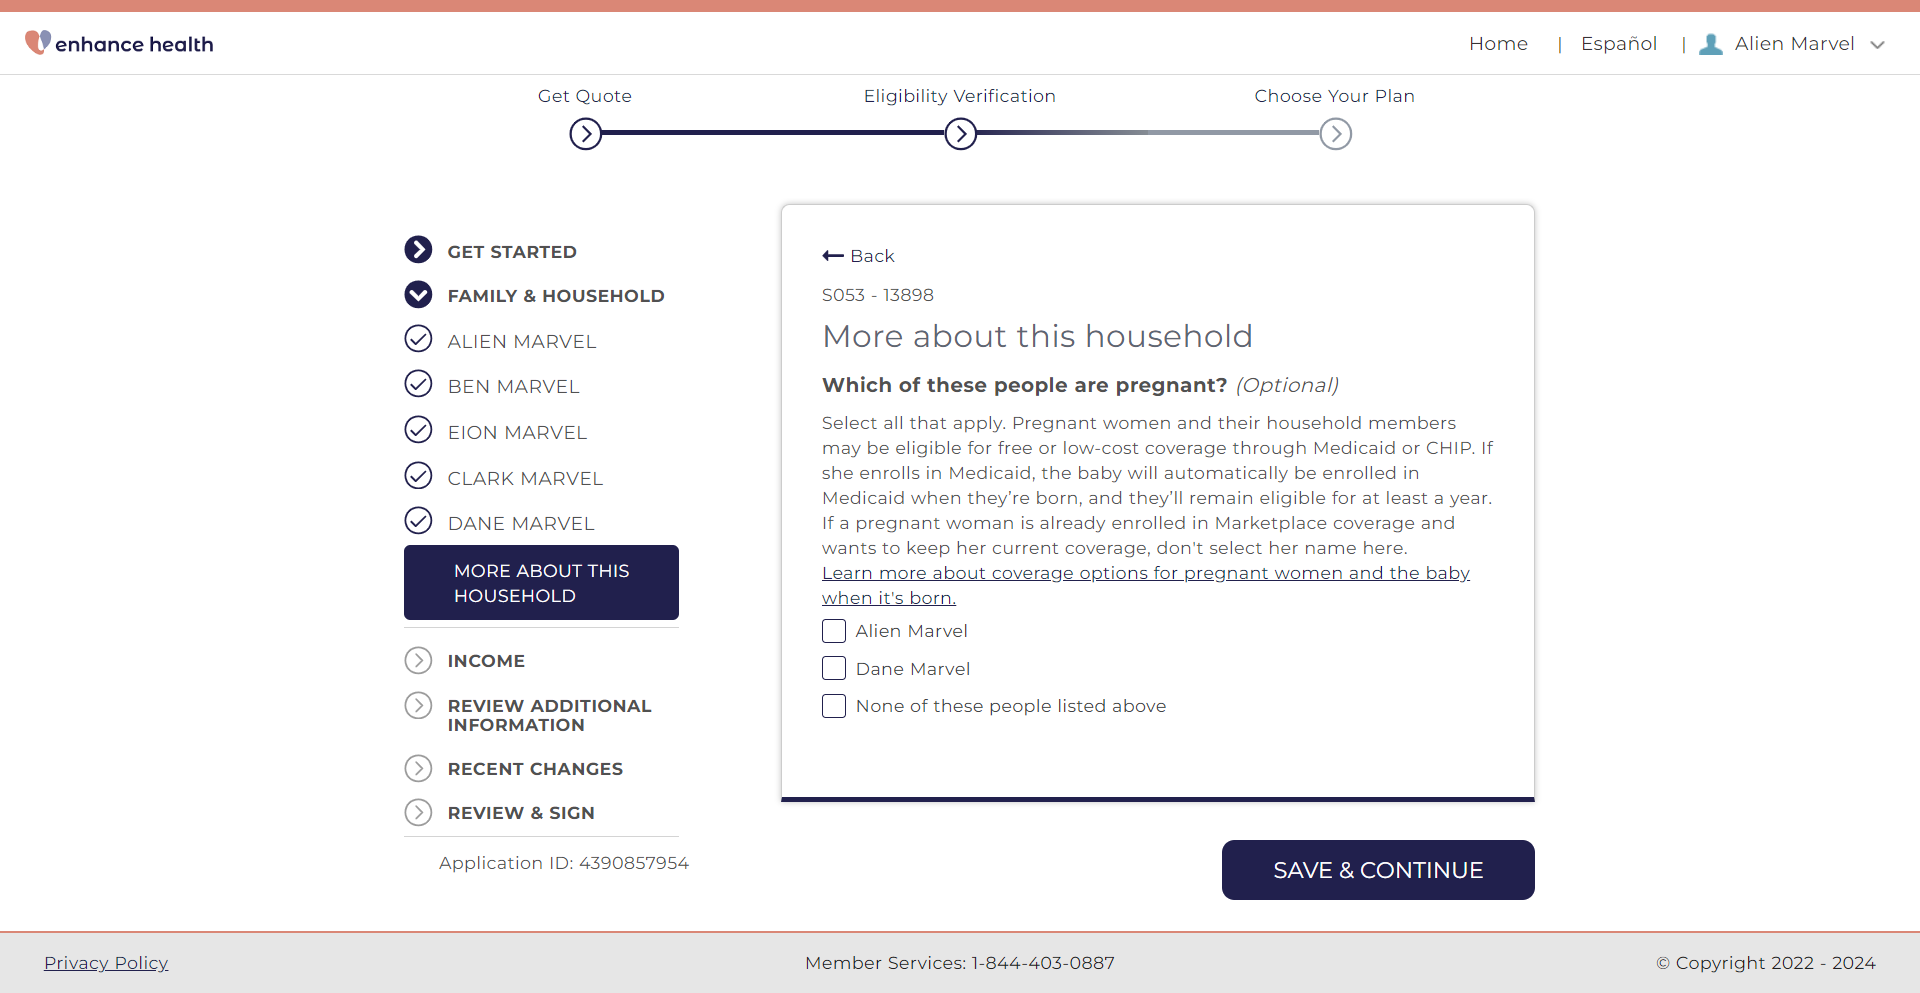 enhance health
Home | Español | Alien Marvel
Get Quote
Eligibility Verification
Choose Your Plan
GET STARTED
FAMILY & HOUSEHOLD
ALIEN MARVEL
BEN MARVEL
EION MARVEL
CLARK MARVEL
DANE MARVEL
MORE ABOUT THIS
HOUSEHOLD
INCOME
REVIEW ADDITIONAL
INFORMATION
RECENT CHANGES
REVIEW & SIGN
Application ID: 4390857954
Back
S053 - 13898
More about this household
Which of these people are pregnant? (Optional)
Select all that apply. Pregnant women and their household members
may be eligible for free or low-cost coverage through Medicaid or CHIP. If
she enrolls in Medicaid, the baby will automatically be enrolled in
Medicaid when they’re born, and they’ll remain eligible for at least a year.
If a pregnant woman is already enrolled in Marketplace coverage and
wants to keep her current coverage, don't select her name here.
Learn more about coverage options for pregnant women and the baby
when it's born.
Alien Marvel
Dane Marvel
None of these people listed above
SAVE & CONTINUE
Privacy Policy
Member Services: 1-844-403-0887
© Copyright 2022 - 2024